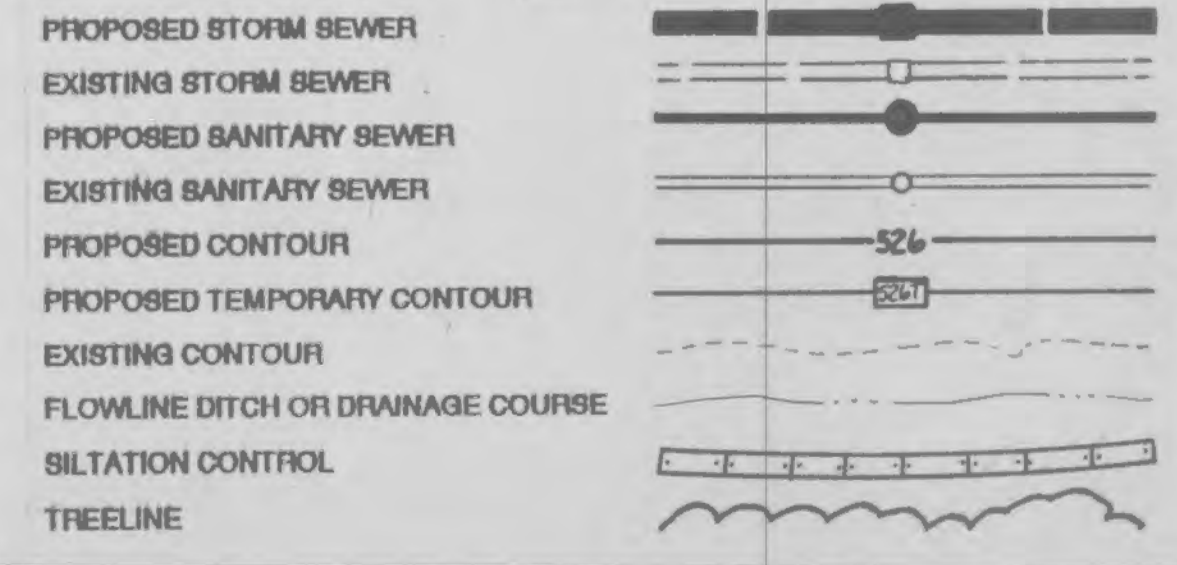 PROPOSED STORM SEWER
EXISTING STORM SEWER
PROPOSED SANITARY SEWER
EXISTING SANITARY SEWER
PROPOSED CONTOUR 526
PROPOSED TEMPORARY CONTOUR 526T
EXISTING CONTOUR
FLOWLINE DITCH OR DRAINAGE COURSE
SILTATION CONTROL
TREELINE